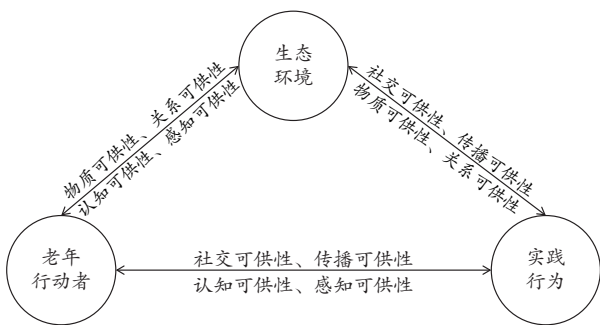 生态
环境
物质可供性、关系可供性
认知可供性、感知可供性
社交可供性、传播可供性
物质可供性、关系可供性
老年
行动者
社交可供性、传播可供性
认知可供性、感知可供性
实践
行为